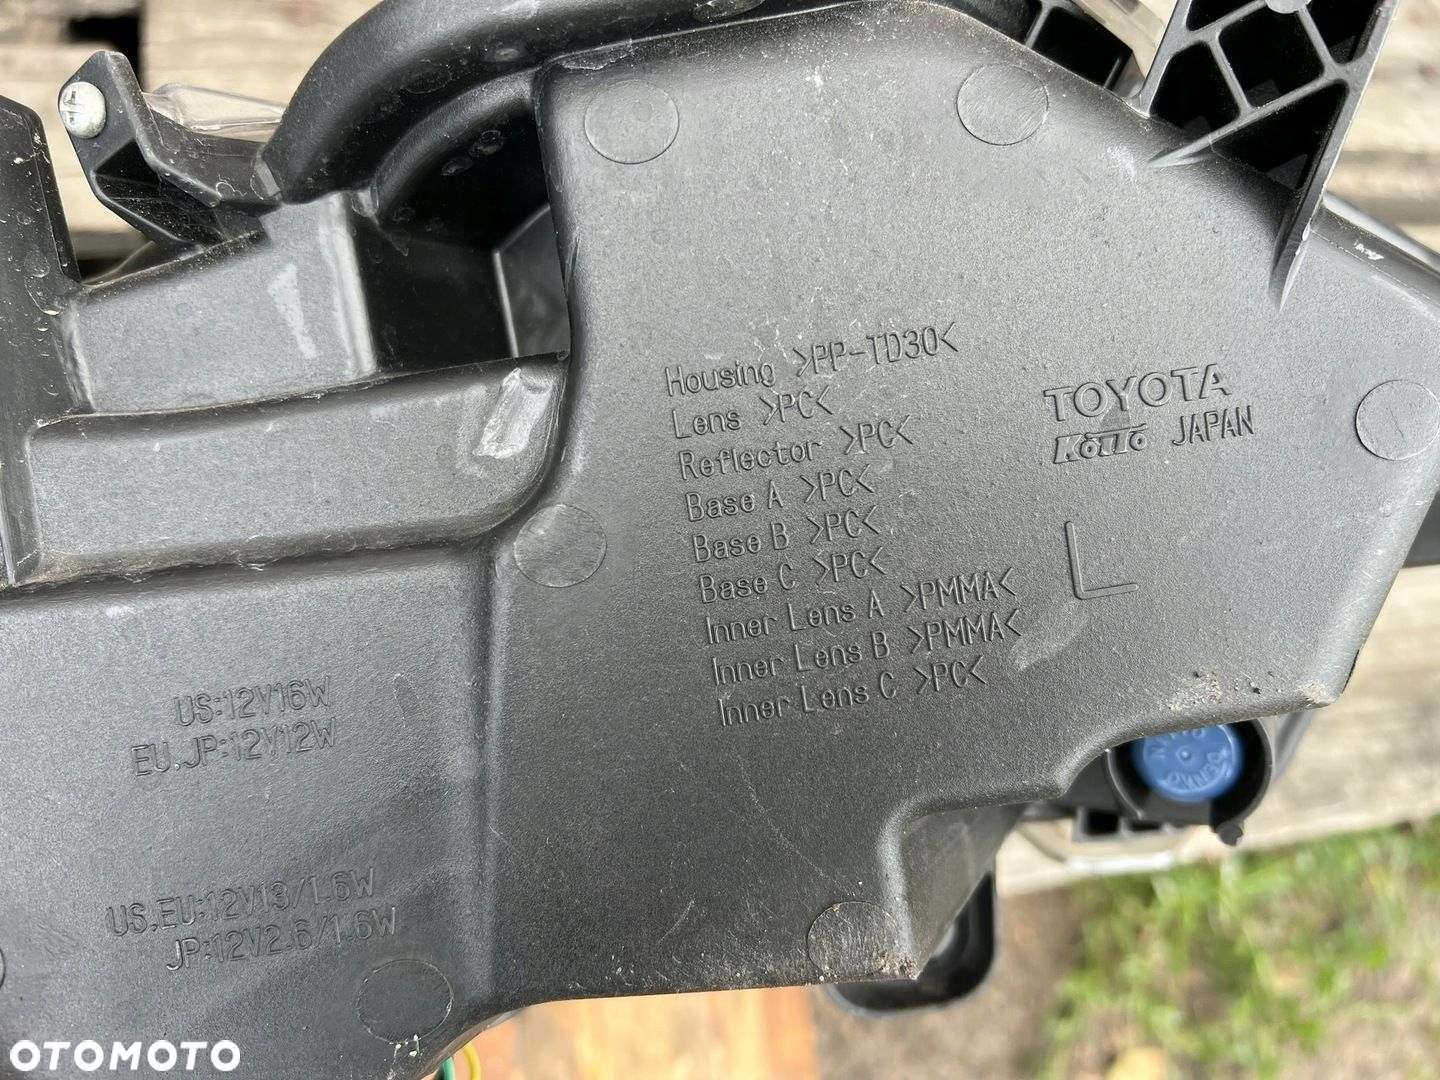 Housing >PP-TD30<
Lens >PC<
Reflector >PC<
Base A >PC<
Base B >PC<
Base C >PC<
Inner Lens A >PMMA<
Inner Lens B >PMMA<
Inner Lens C >PC<
TOYOTA
KOITO JAPAN
L
US:12V16W
EU.JP:12V12W
US.EU:12V13/1.6W
JP:12V2.6/1.6W
OTOMOTO